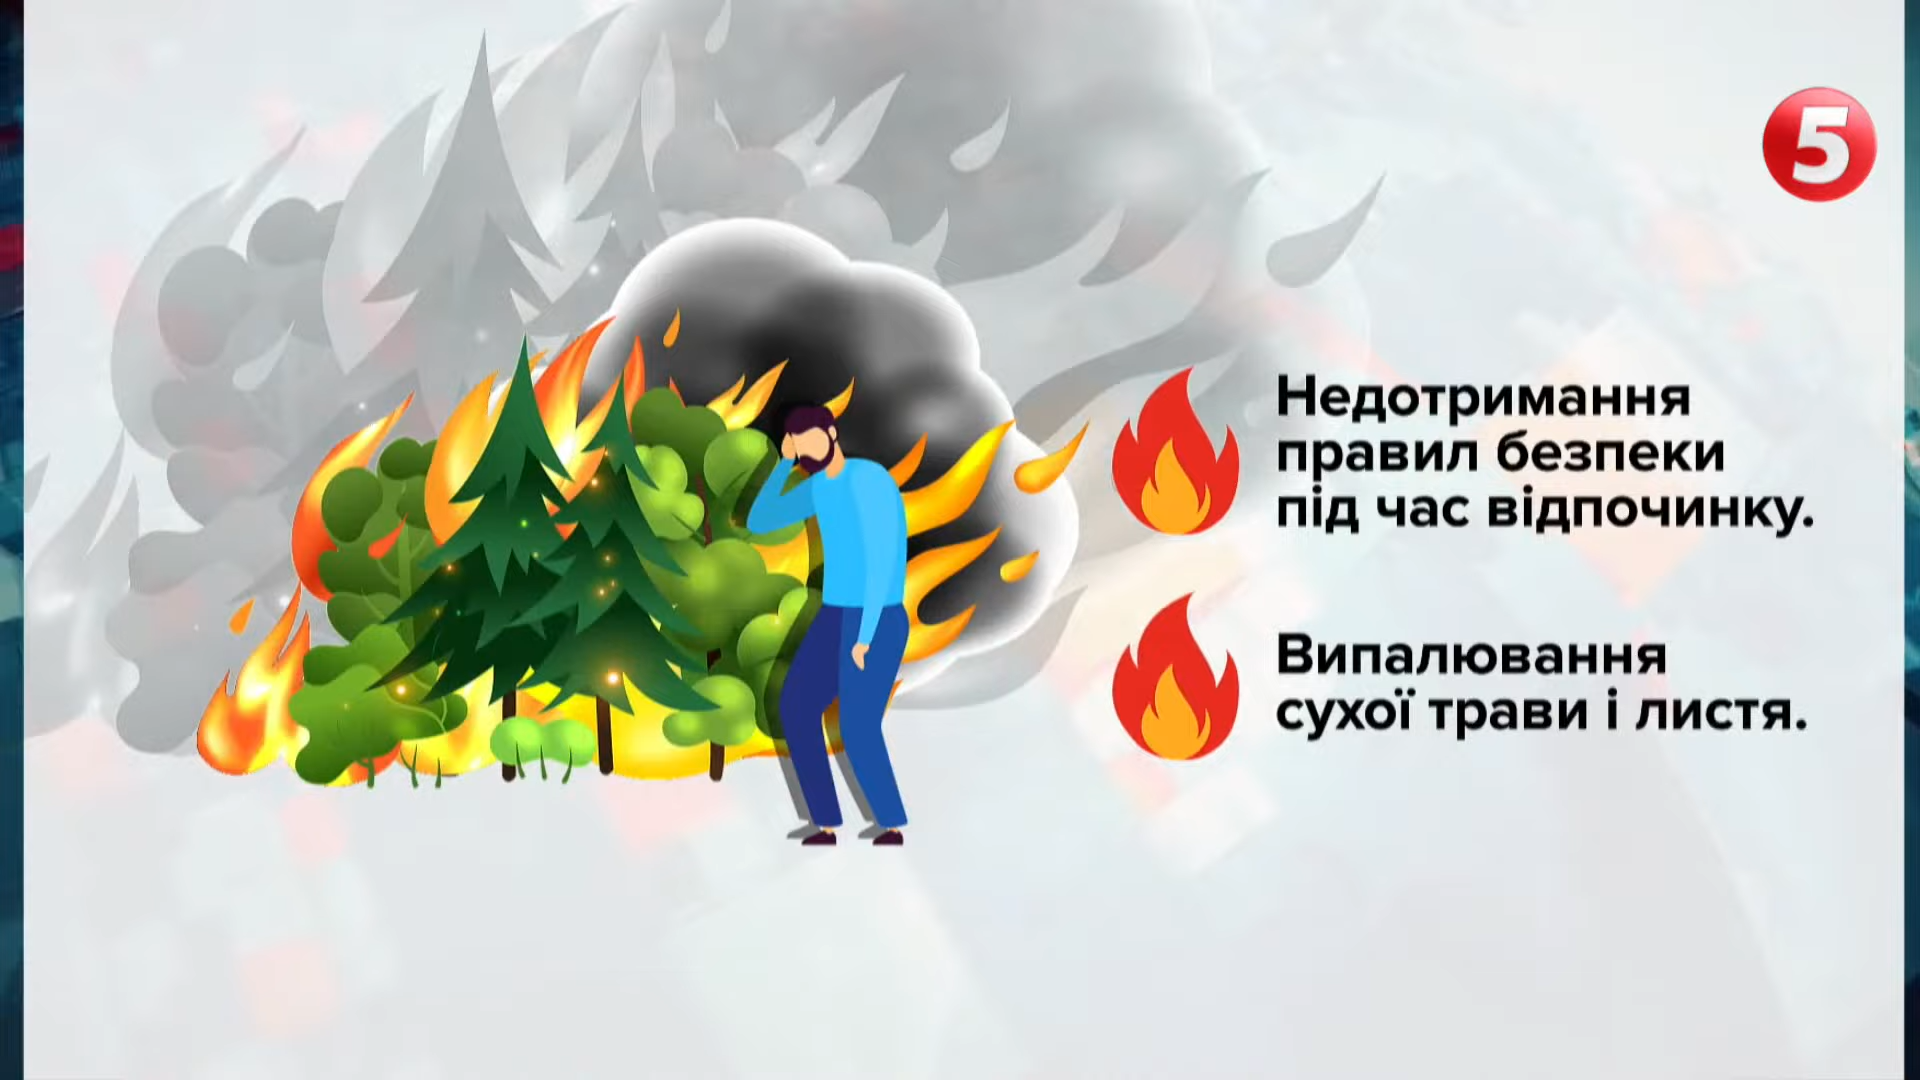 5
Недотримання
правил безпеки
під час відпочинку.
Випалювання
сухої трави і листя.